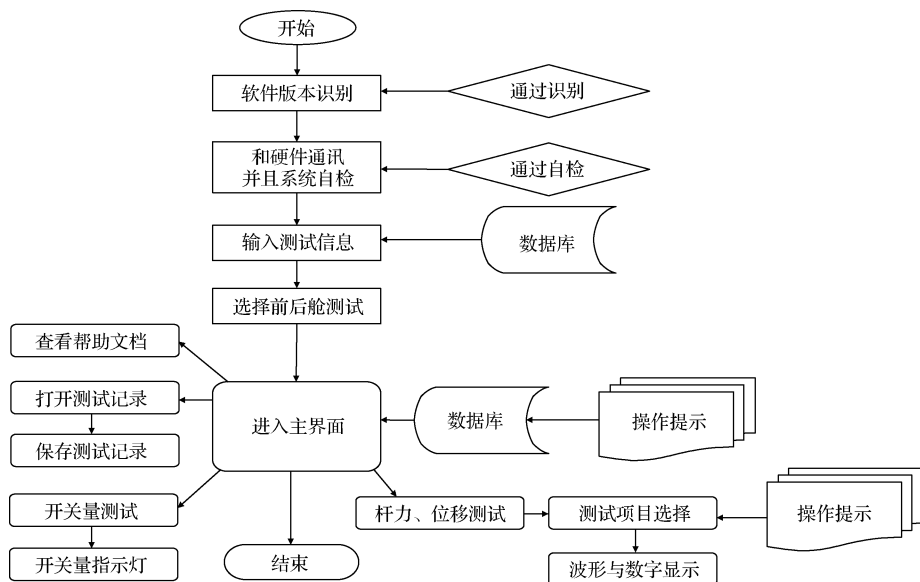 开始
软件版本识别
通过识别
和硬件通讯
并且系统自检
通过自检
输入测试信息
数据库
选择前后舱测试
查看帮助文档
打开测试记录
保存测试记录
进入主界面
数据库
操作提示
开关量测试
开关量指示灯
结束
杆力、位移测试
测试项目选择
操作提示
波形与数字显示